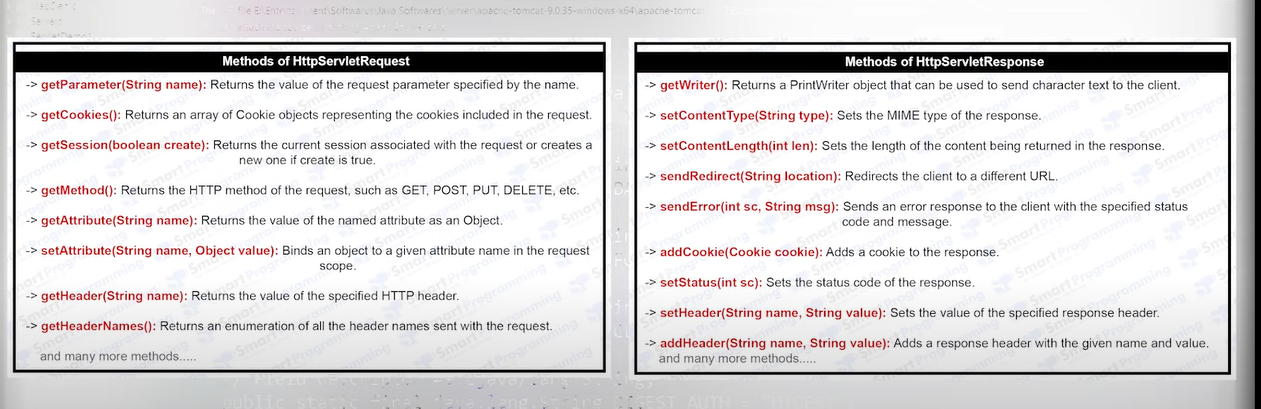 Methods of HttpServletRequest
-> getParameter(String name): Returns the value of the request parameter specified by the name.
-> getCookies(): Returns an array of Cookie objects representing the cookies included in the request.
-> getSession(boolean create): Returns the current session associated with the request or creates a
new one if create is true.
-> getMethod(): Returns the HTTP method of the request, such as GET, POST, PUT, DELETE, etc.
-> getAttribute(String name): Returns the value of the named attribute as an Object.
-> setAttribute(String name, Object value): Binds an object to a given attribute name in the request
scope.
-> getHeader(String name): Returns the value of the specified HTTP header.
-> getHeaderNames(): Returns an enumeration of all the header names sent with the request.
and many more methods.....
Methods of HttpServletResponse
-> getWriter(): Returns a PrintWriter object that can be used to send character text to the client.
-> setContentType(String type): Sets the MIME type of the response.
-> setContentLength(int len): Sets the length of the content being returned in the response.
-> sendRedirect(String location): Redirects the client to a different URL.
-> sendError(int sc, String msg): Sends an error response to the client with the specified status
code and message.
-> addCookie(Cookie cookie): Adds a cookie to the response.
-> setStatus(int sc): Sets the status code of the response.
-> setHeader(String name, String value): Sets the value of the specified response header.
-> addHeader(String name, String value): Adds a response header with the given name and value.
and many more methods.....
Smart Programming
public static final java.lang.String